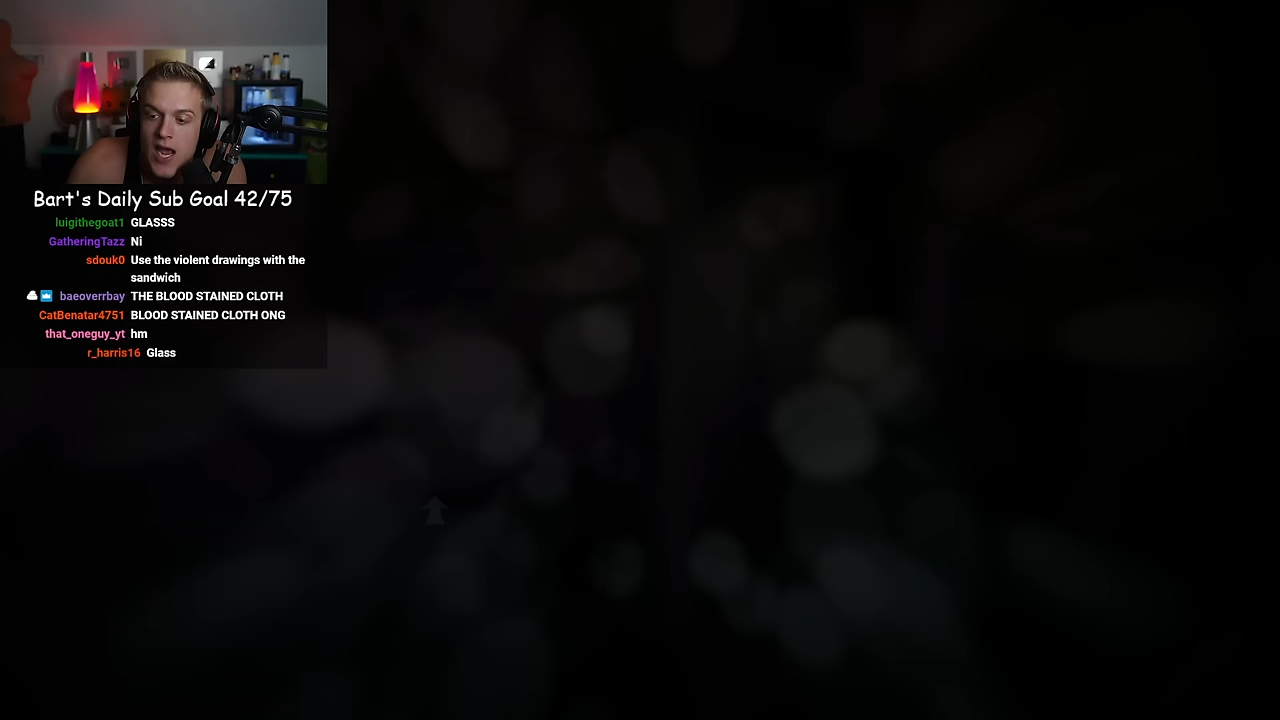 Bart's Daily Sub Goal 42/75
luigithegoat1 GLASSS
GatheringTazz Ni
sdouk0 Use the violent drawings with the
sandwich
baeoverrbay THE BLOOD STAINED CLOTH
CatBenatar4751 BLOOD STAINED CLOTH ONG
that_oneguy_yt hm
r_harris16 Glass